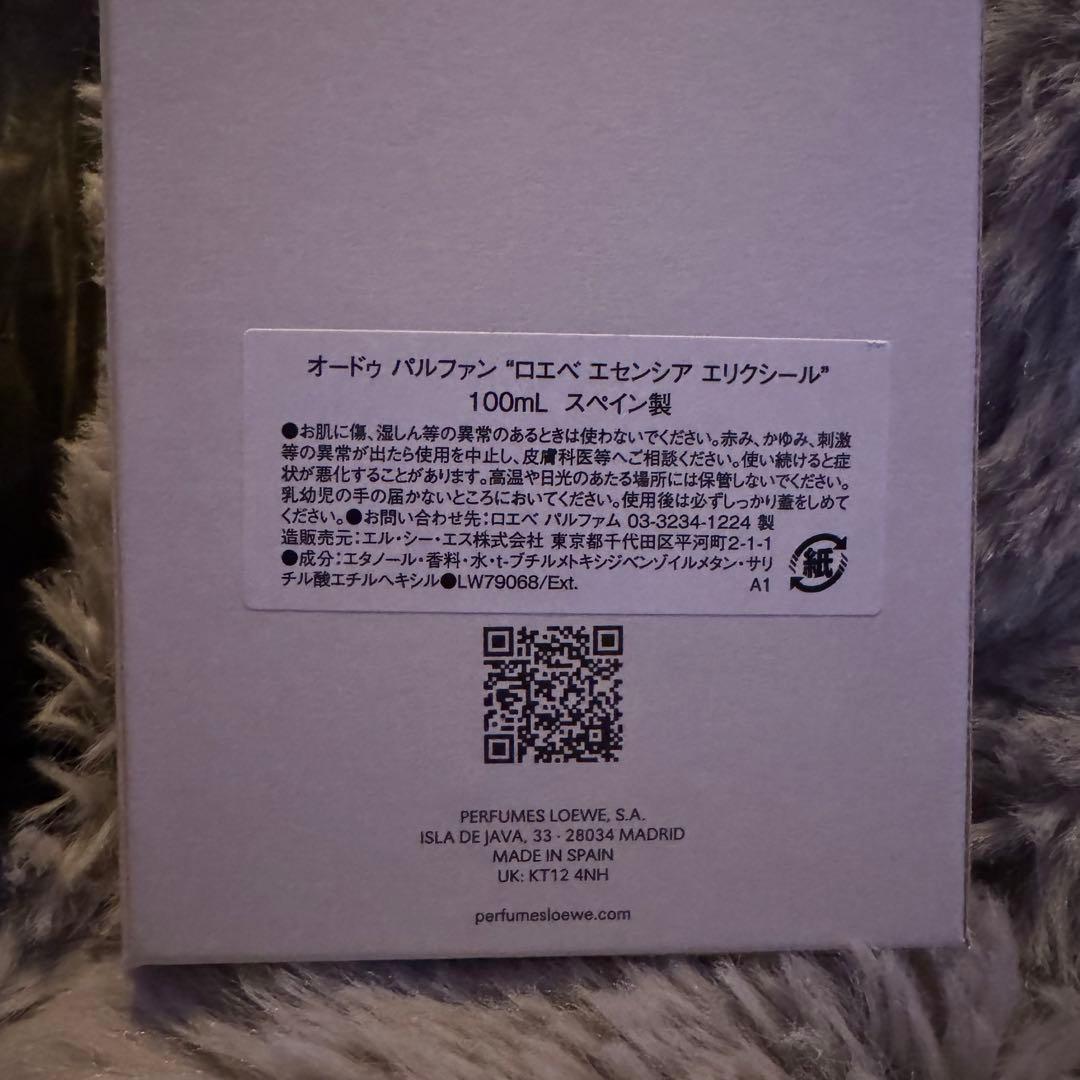 オードゥ パルファン “ロエベ エセンシア エリクシール”
100mL スペイン製
●お肌に傷、湿しん等の異常のあるときは使わないでください。赤み、かゆみ、刺激
等の異常が出たら使用を中止し、皮膚科医等へご相談ください。使い続けると症
状が悪化することがあります。高温や日光のあたる場所には保管しないでください。
乳幼児の手の届かないところにおいてください。使用後は必ずしっかり蓋をしめて
ください。●お問い合わせ先：ロエベ パルファム 03-3234-1224 製
造販売元：エル・シー・エス株式会社 東京都千代田区平河町2-1-1
●成分：エタノール・香料・水・t-ブチルメトキシジベンゾイルメタン・サリ
チル酸エチルヘキシル●LW79068/Ext. A1
紙
PERFUMES LOEWE, S.A.
ISLA DE JAVA, 33 · 28034 MADRID
MADE IN SPAIN
UK: KT12 4NH
perfumesloewe.com